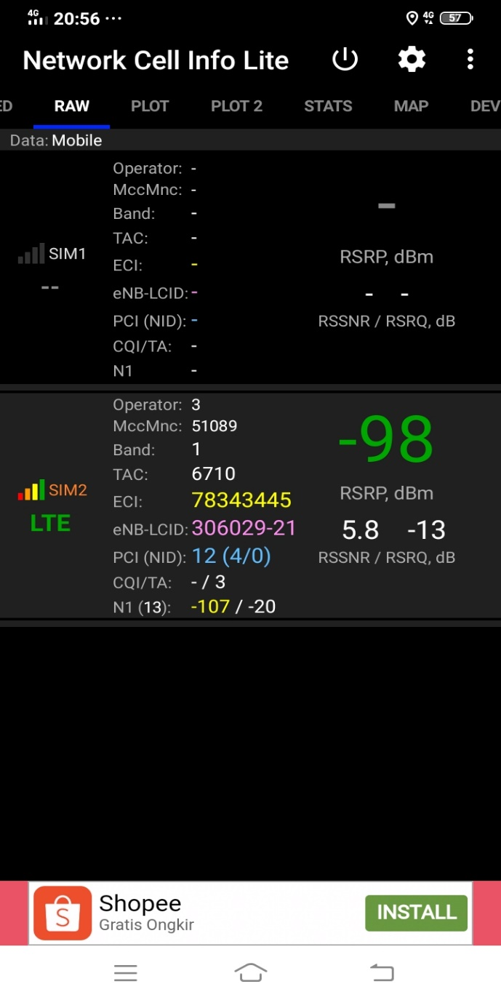 4G 20:56 ··· 4G 57
Network Cell Info Lite
ED RAW PLOT PLOT 2 STATS MAP DEV
Data: Mobile
SIM1
--
Operator: -
MccMnc: -
Band: -
TAC: -
ECI: -
eNB-LCID: -
PCI (NID): -
CQI/TA: -
N1 -
-
RSRP, dBm
- -
RSSNR / RSRQ, dB
SIM2
LTE
Operator: 3
MccMnc: 51089
Band: 1
TAC: 6710
ECI: 78343445
eNB-LCID: 306029-21
PCI (NID): 12 (4/0)
CQI/TA: - / 3
N1 (13): -107 / -20
-98
RSRP, dBm
5.8 -13
RSSNR / RSRQ, dB
Shopee
Gratis Ongkir
INSTALL